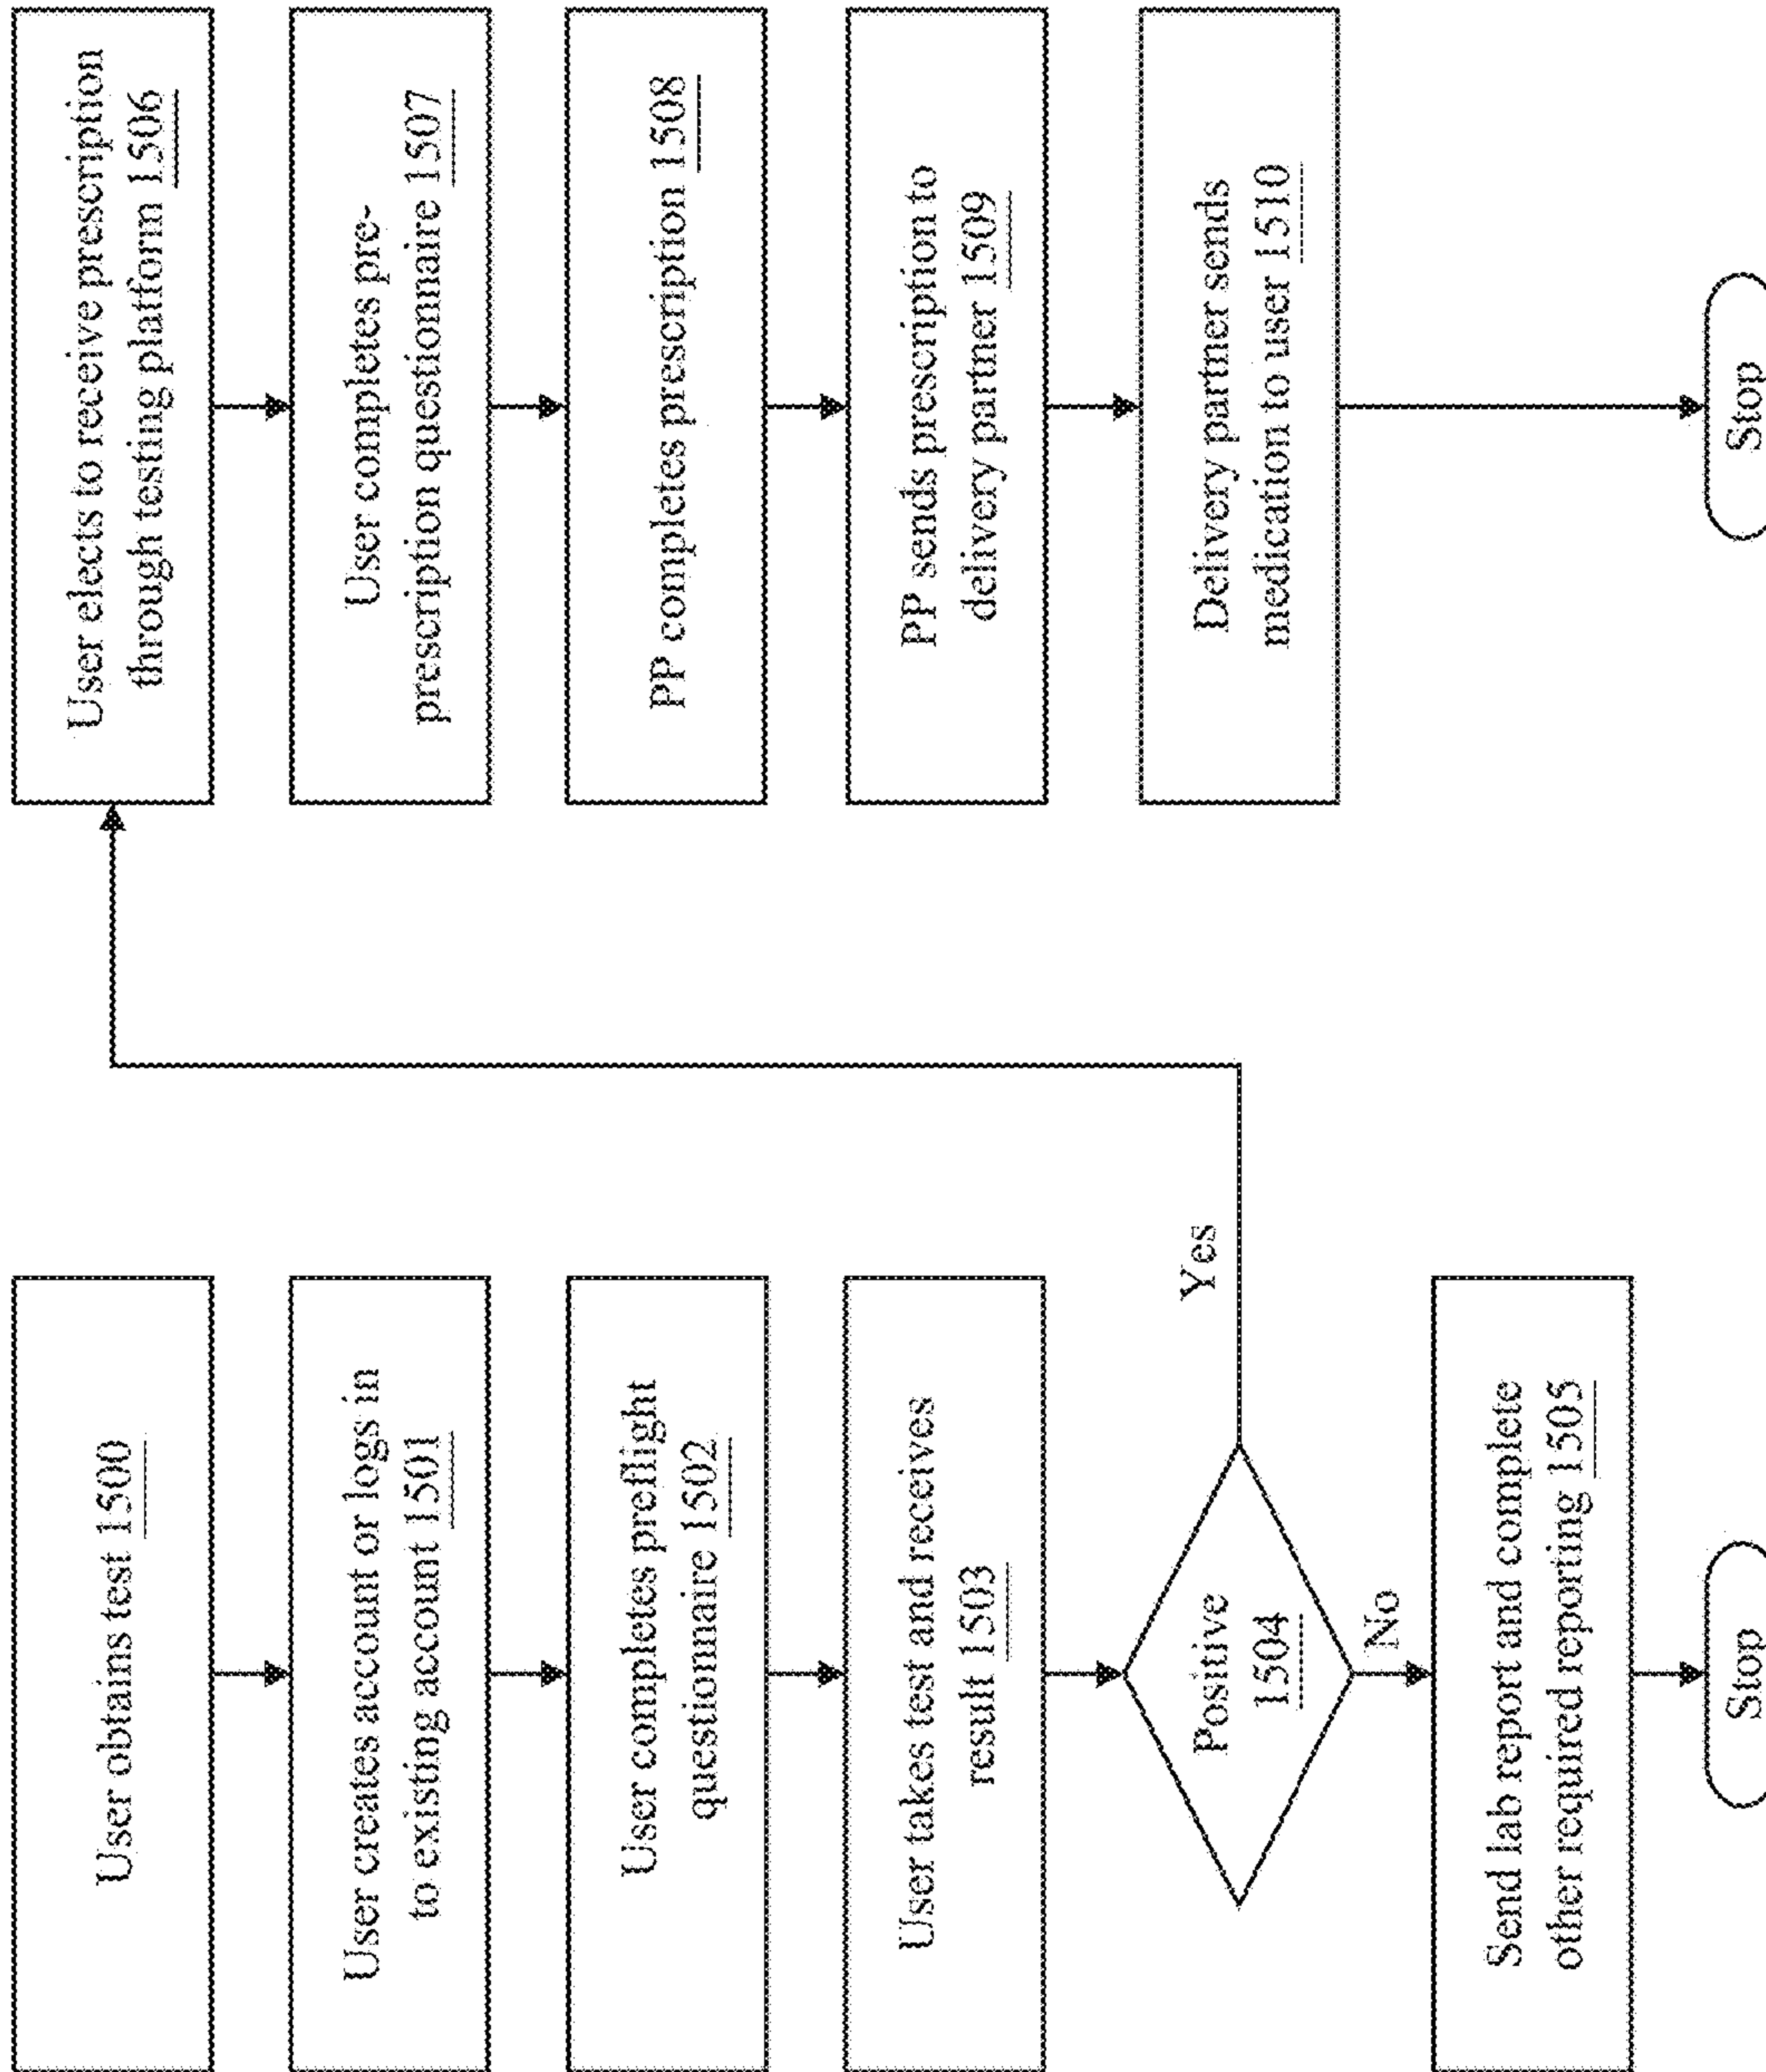 User obtains test 1500
User creates account or logs in
to existing account 1501
User completes preflight
questionnaire 1502
User takes test and receives
result 1503
Positive
1504
Yes
No
Send lab report and complete
other required reporting 1505
Stop
User elects to receive prescription
through testing platform 1506
User completes pre-
prescription questionnaire 1507
PP completes prescription 1508
PP sends prescription to
delivery partner 1509
Delivery partner sends
medication to user 1510
Stop